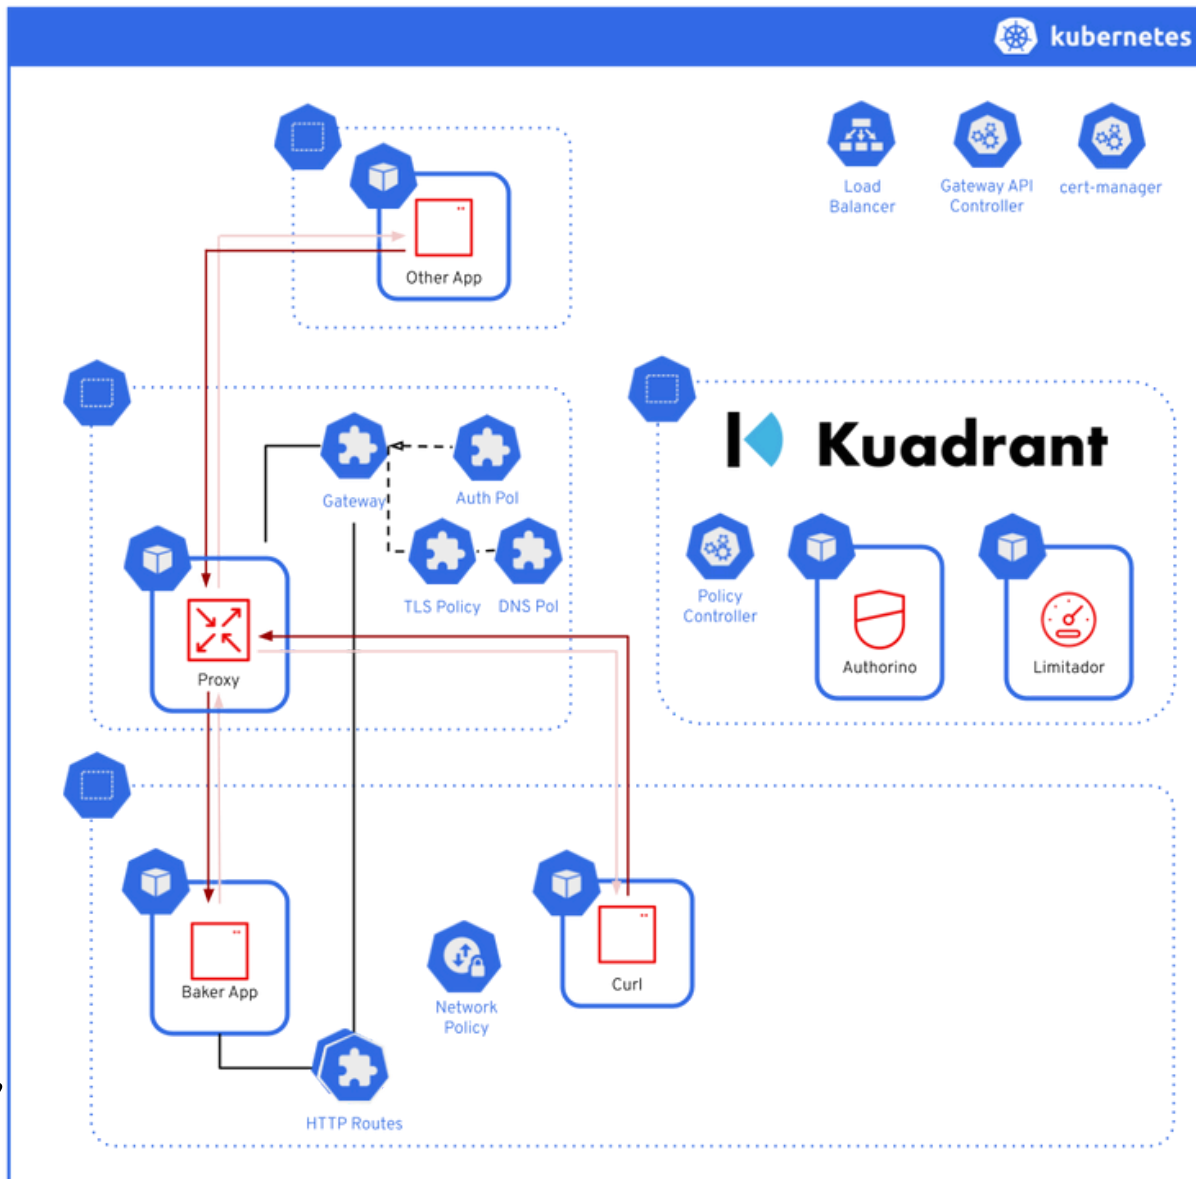 kubernetes
Load
Balancer
Gateway API
Controller
cert-manager
Other App
Gateway
Auth Pol
TLS Policy
DNS Pol
Proxy
Kuadrant
Policy
Controller
Authorino
Limitador
Baker App
Network
Policy
Curl
HTTP Routes